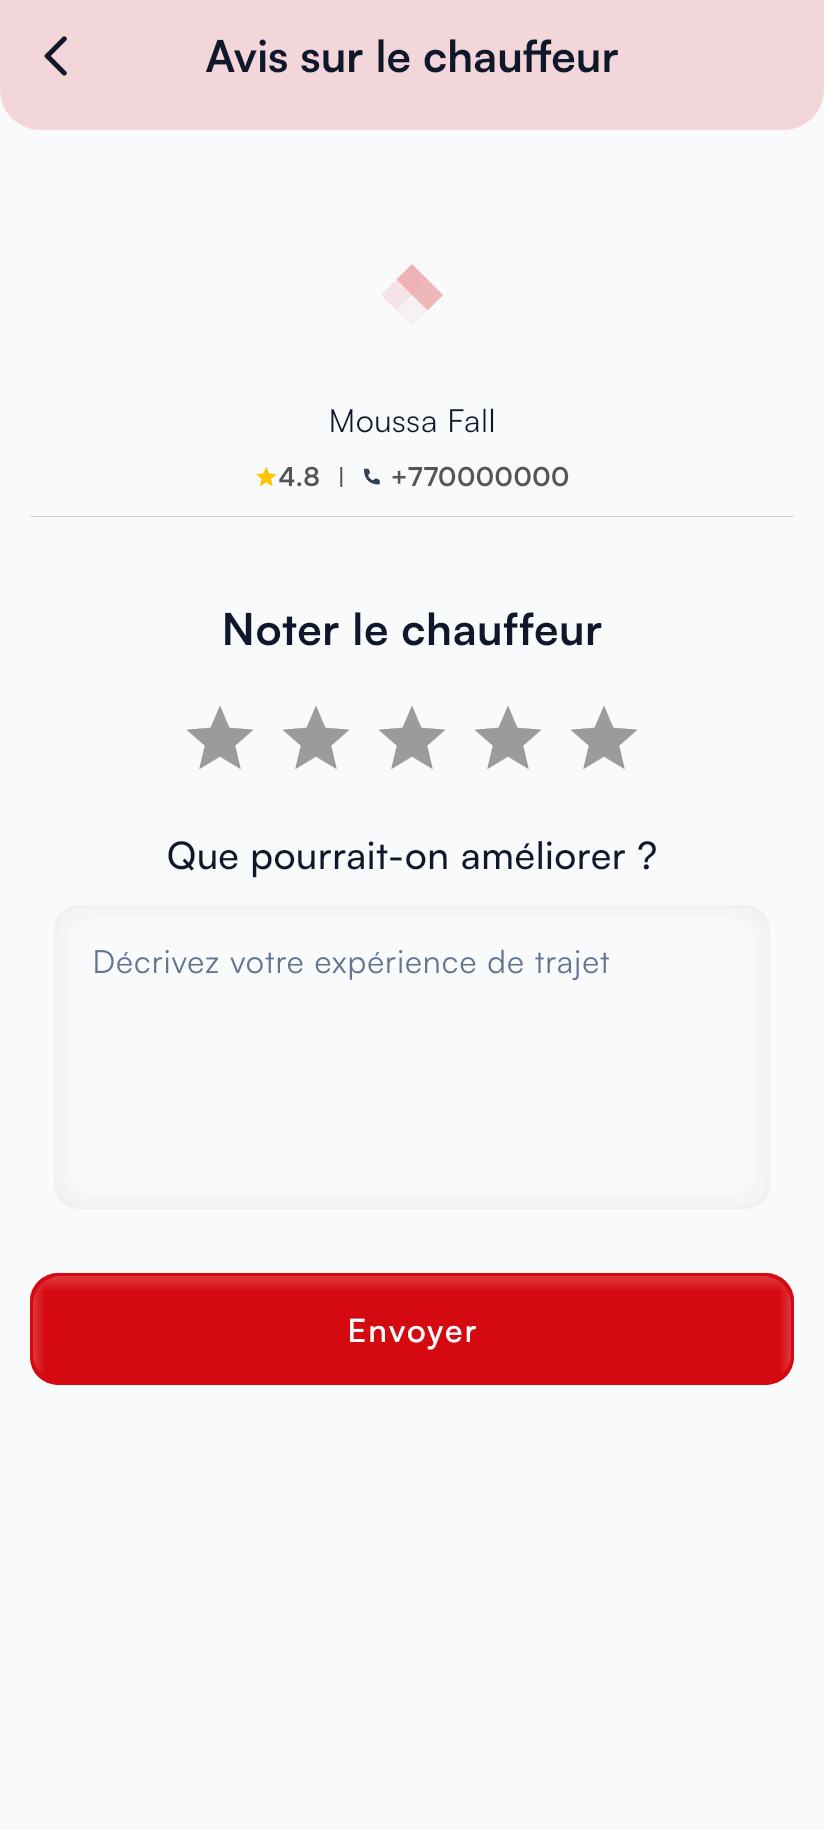 Avis sur le chauffeur
Moussa Fall
4.8 | +770000000
Noter le chauffeur
Que pourrait-on améliorer ?
Décrivez votre expérience de trajet
Envoyer